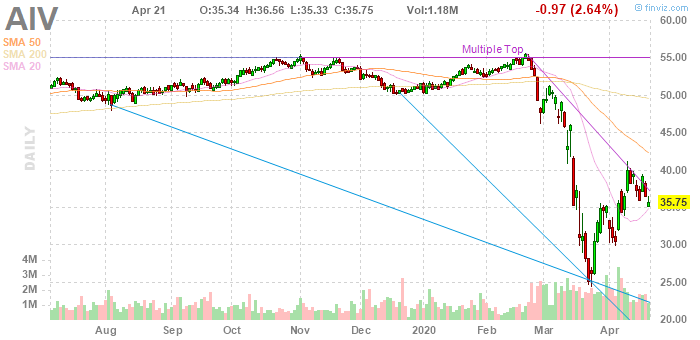 AIV
Apr 21 O:35.34 H:36.56 L:35.34 C:35.75 Vol:1.18M -0.97 (2.64%)
© finviz.com
SMA 50
SMA 200
SMA 20
DAILY
Multiple Top
60.00
55.00
50.00
45.00
40.00
35.75
35.00
30.00
25.00
20.00
4M
3M
2M
1M
Aug Sep Oct Nov Dec 2020 Feb Mar Apr